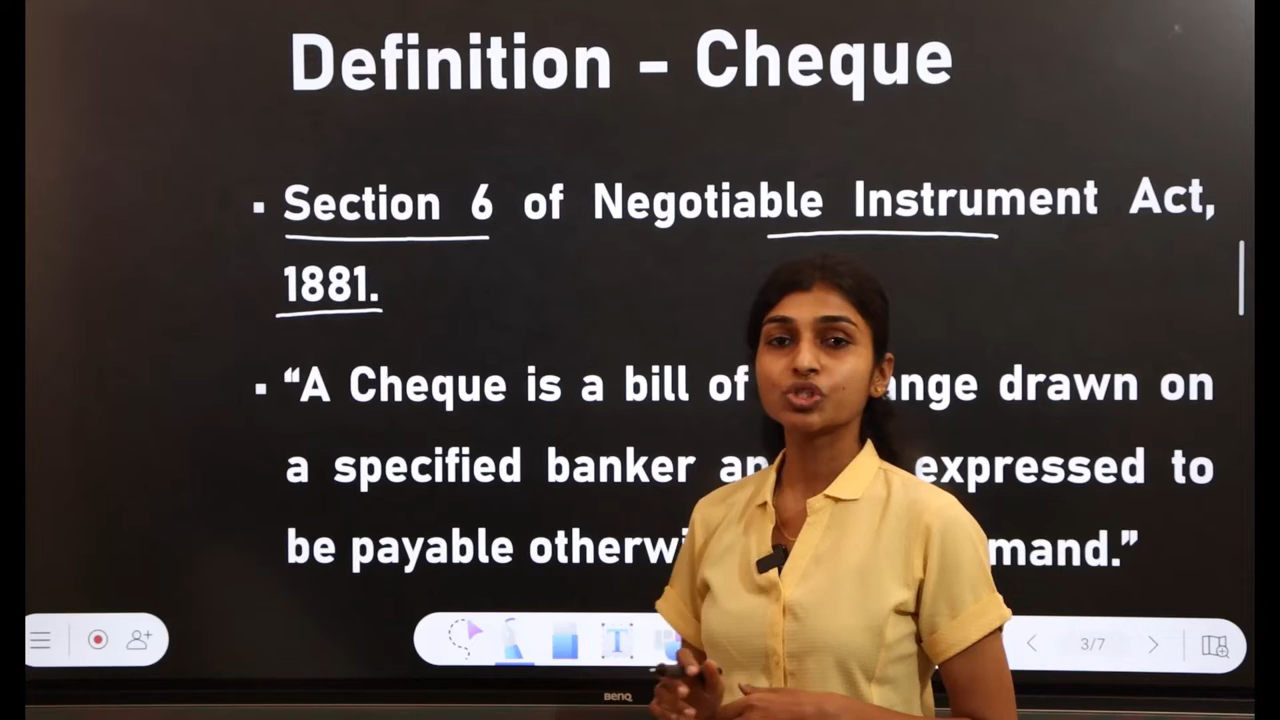 Definition - Cheque
▪ Section 6 of Negotiable Instrument Act,
1881.
▪ “A Cheque is a bill of ange drawn on
a specified banker an expressed to
be payable otherwi mand.”
T
3/7
BenQ